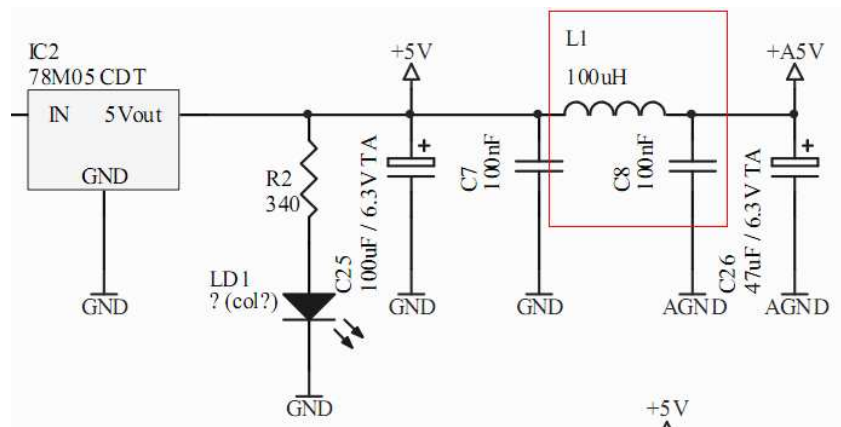 IC2
78M05 CDT
IN 5Vout
GND
GND
R2
340
LD1
? (col?)
GND
+5V
C25
100uF / 6.3V TA
GND
C7
100nF
GND
L1
100uH
C8
100nF
AGND
+A5V
C26
47uF / 6.3V TA
AGND
+5V